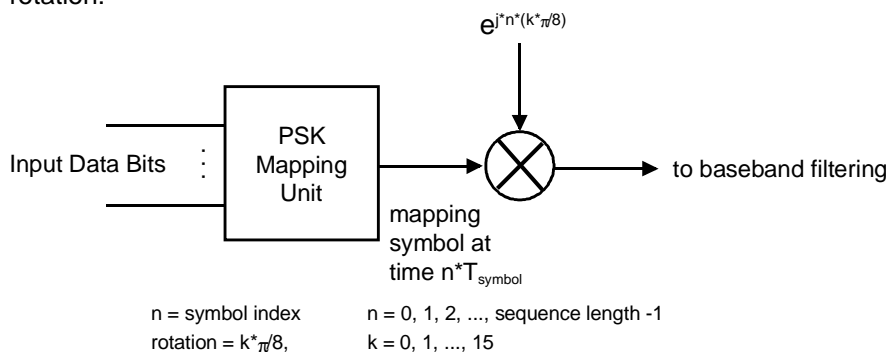 rotation.
e^j*n*(k*π/8)
PSK
Mapping
Unit
Input Data Bits
to baseband filtering
mapping
symbol at
time n*T_symbol
n = symbol index n = 0, 1, 2, ..., sequence length -1
rotation = k*π/8, k = 0, 1, ..., 15